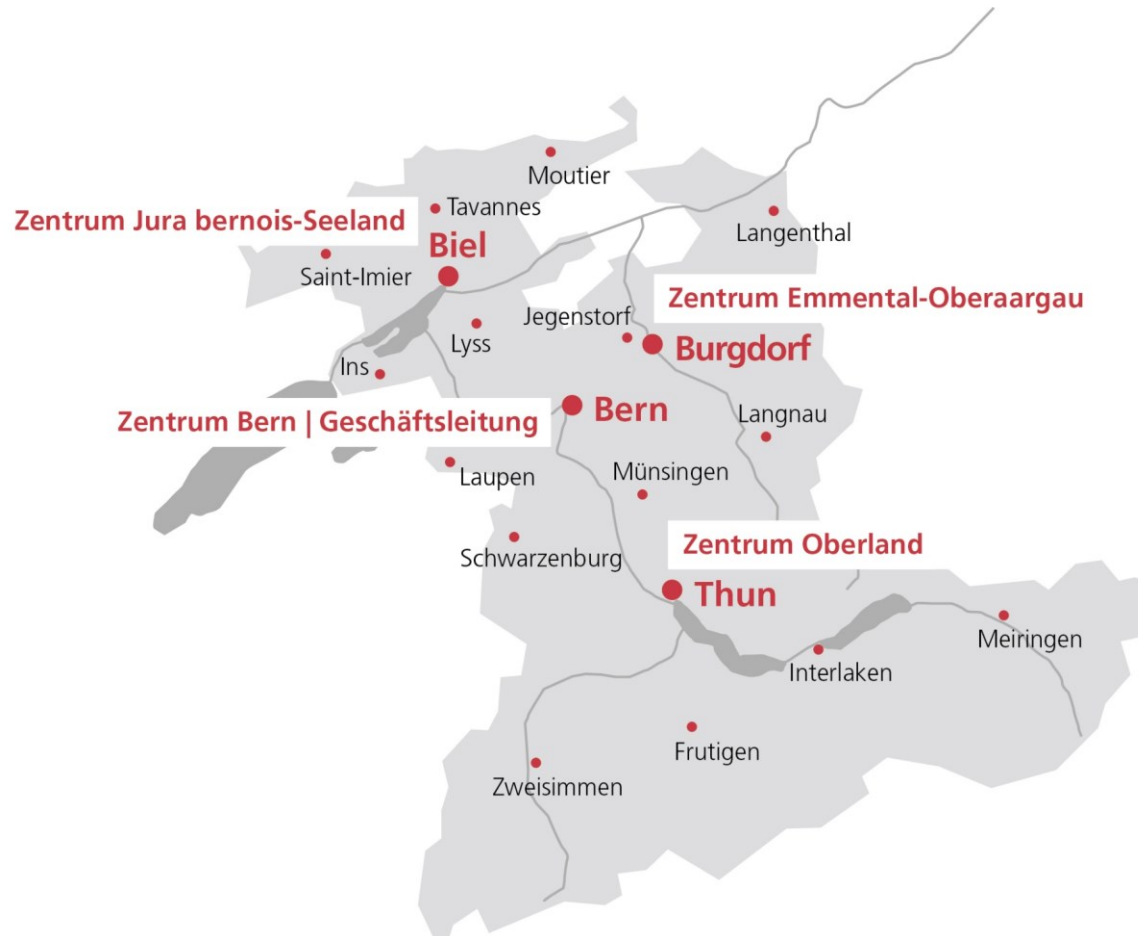 Moutier
Tavannes
Zentrum Jura bernois-Seeland
Langenthal
Biel
Saint-Imier
Zentrum Emmental-Oberaargau
Jegenstorf
Lyss
Burgdorf
Ins
Zentrum Bern | Geschäftsleitung
Bern
Langnau
Laupen
Münsingen
Schwarzenburg
Zentrum Oberland
Thun
Meiringen
Interlaken
Frutigen
Zweisimmen